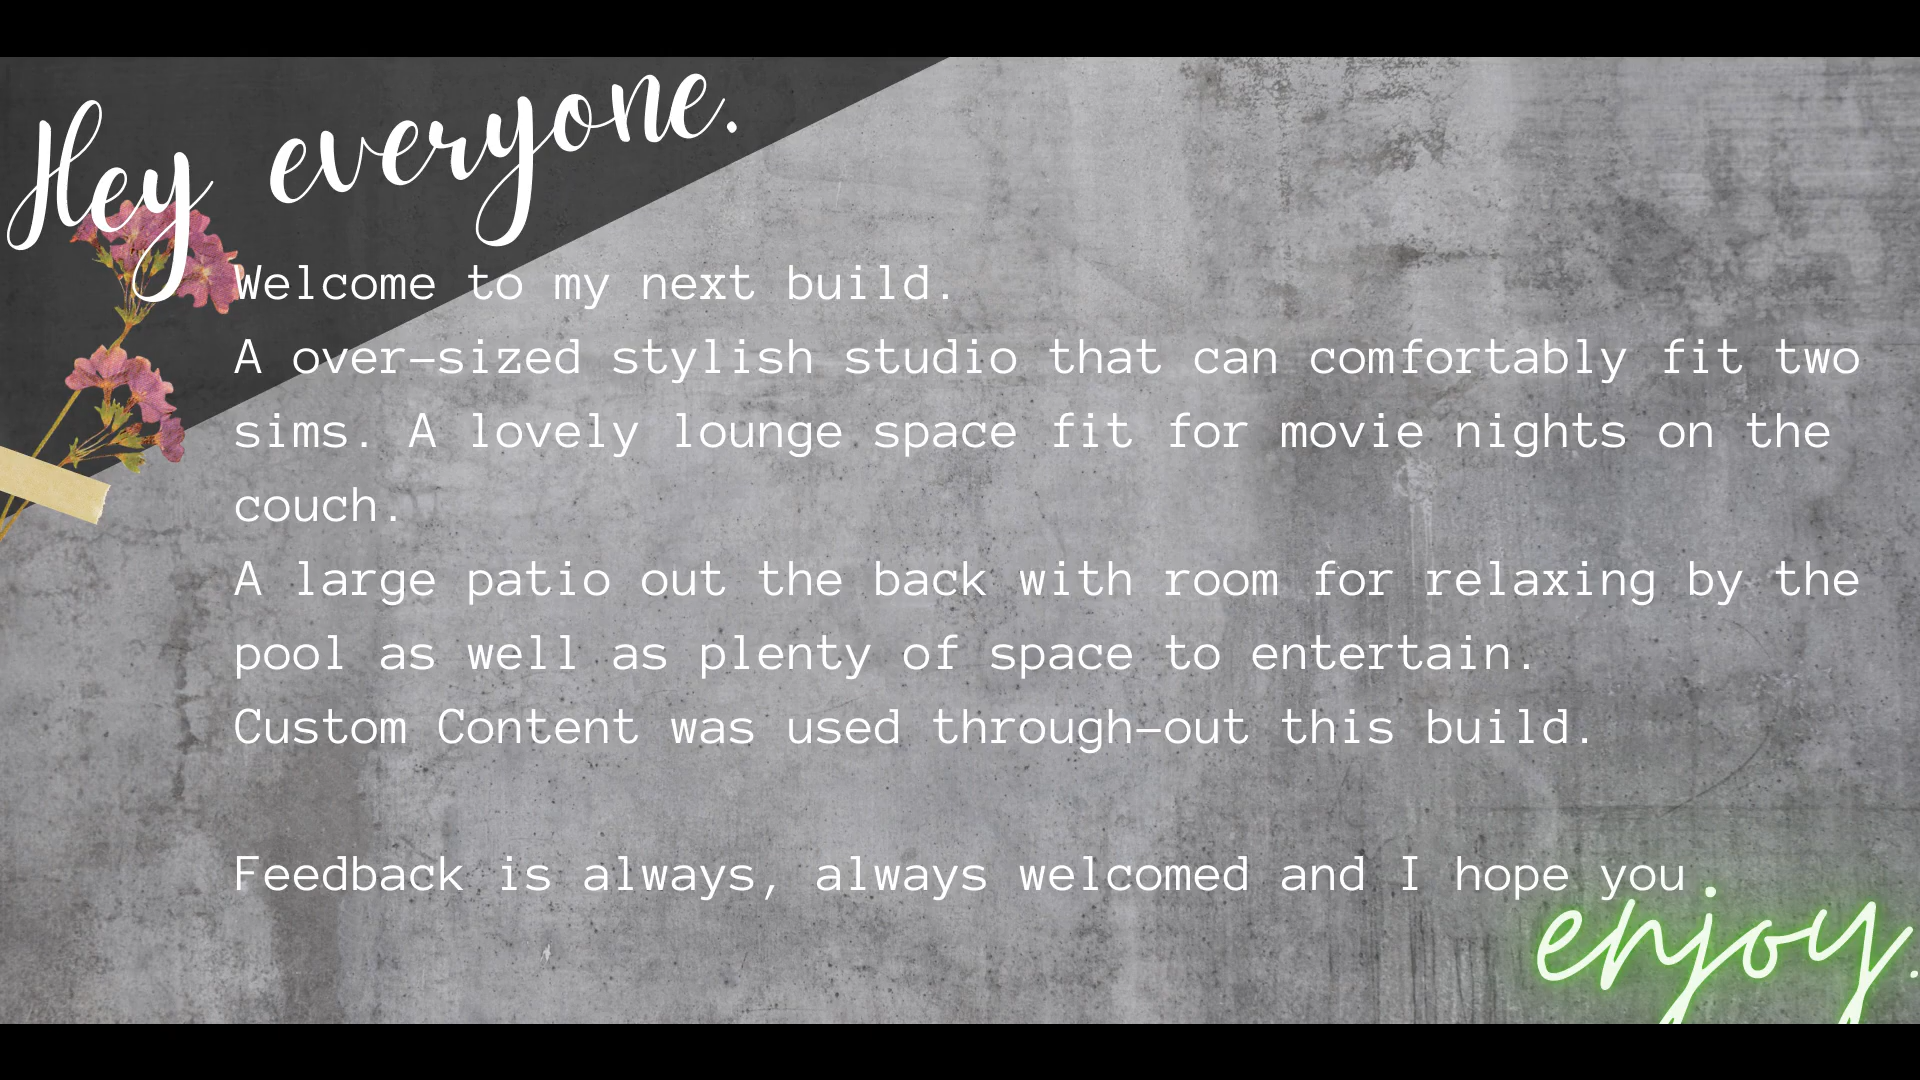 Hey everyone.
Welcome to my next build.
A over-sized stylish studio that can comfortably fit two
sims. A lovely lounge space fit for movie nights on the
couch.
A large patio out the back with room for relaxing by the
pool as well as plenty of space to entertain.
Custom Content was used through-out this build.
Feedback is always, always welcomed and I hope you
enjoy.